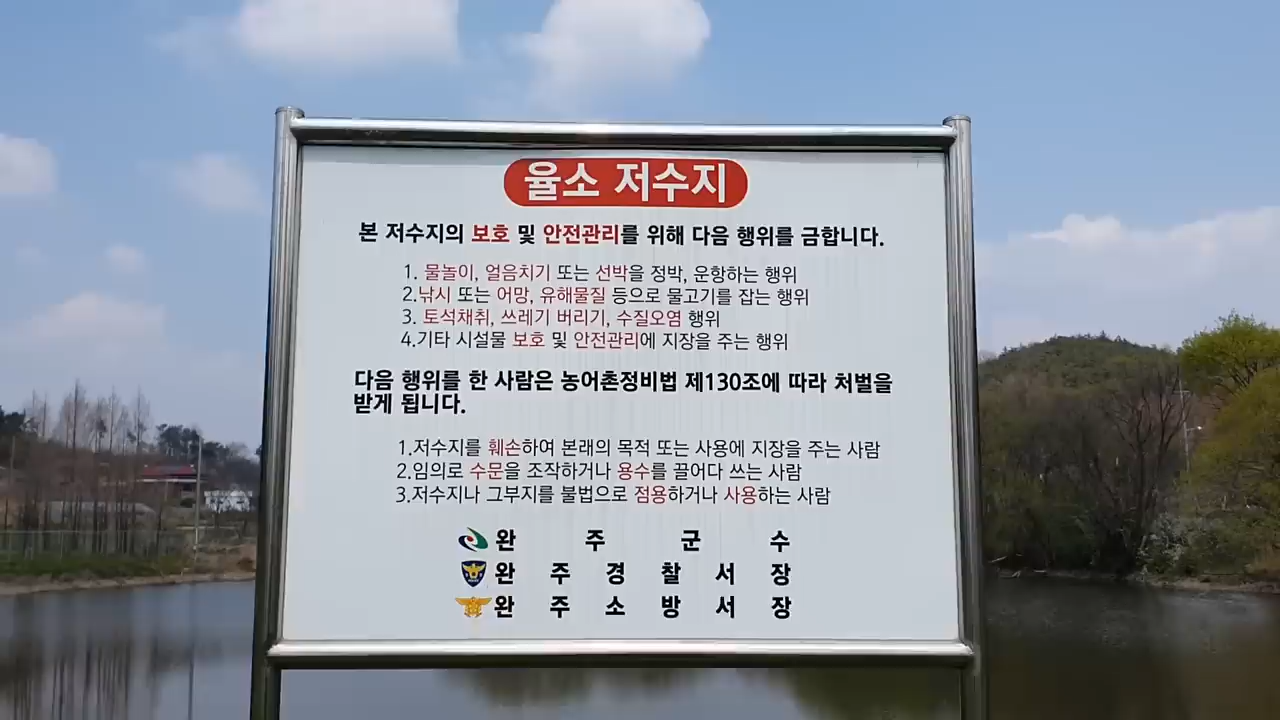 율소 저수지
본 저수지의 보호 및 안전관리를 위해 다음 행위를 금합니다.
1. 물놀이, 얼음치기 또는 선박을 정박, 운항하는 행위
2.낚시 또는 어망, 유해물질 등으로 물고기를 잡는 행위
3. 토석채취, 쓰레기 버리기, 수질오염 행위
4.기타 시설물 보호 및 안전관리에 지장을 주는 행위
다음 행위를 한 사람은 농어촌정비법 제130조에 따라 처벌을
받게 됩니다.
1.저수지를 훼손하여 본래의 목적 또는 사용에 지장을 주는 사람
2.임의로 수문을 조작하거나 용수를 끌어다 쓰는 사람
3.저수지나 그부지를 불법으로 점용하거나 사용하는 사람
완 주 군 수
완 주 경 찰 서 장
완 주 소 방 서 장